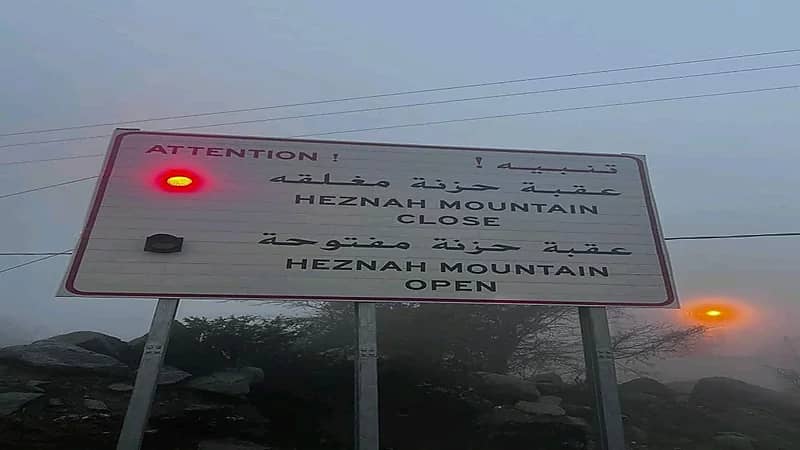 ATTENTION ! تنبيه !
عقبة حزنة مغلقه
HEZNAH MOUNTAIN
CLOSE
عقبة حزنة مفتوحة
HEZNAH MOUNTAIN
OPEN